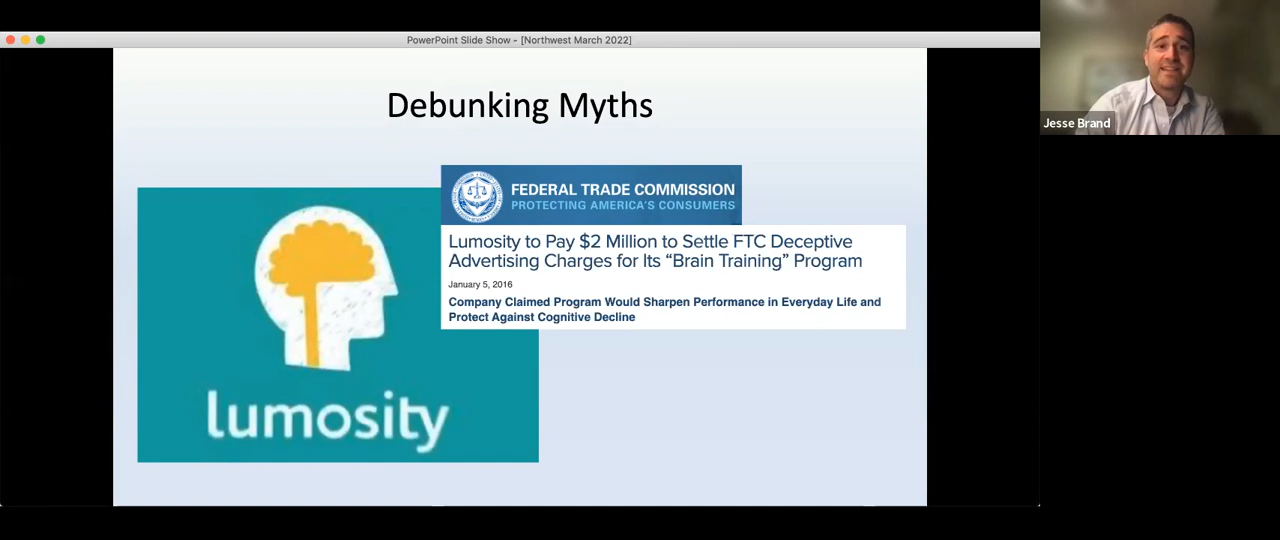 PowerPoint Slide Show - [Northwest March 2022]
Jesse Brand
Debunking Myths
FEDERAL TRADE COMMISSION
PROTECTING AMERICA'S CONSUMERS
Lumosity to Pay $2 Million to Settle FTC Deceptive
Advertising Charges for Its “Brain Training” Program
January 5, 2016
Company Claimed Program Would Sharpen Performance in Everyday Life and
Protect Against Cognitive Decline
lumosity